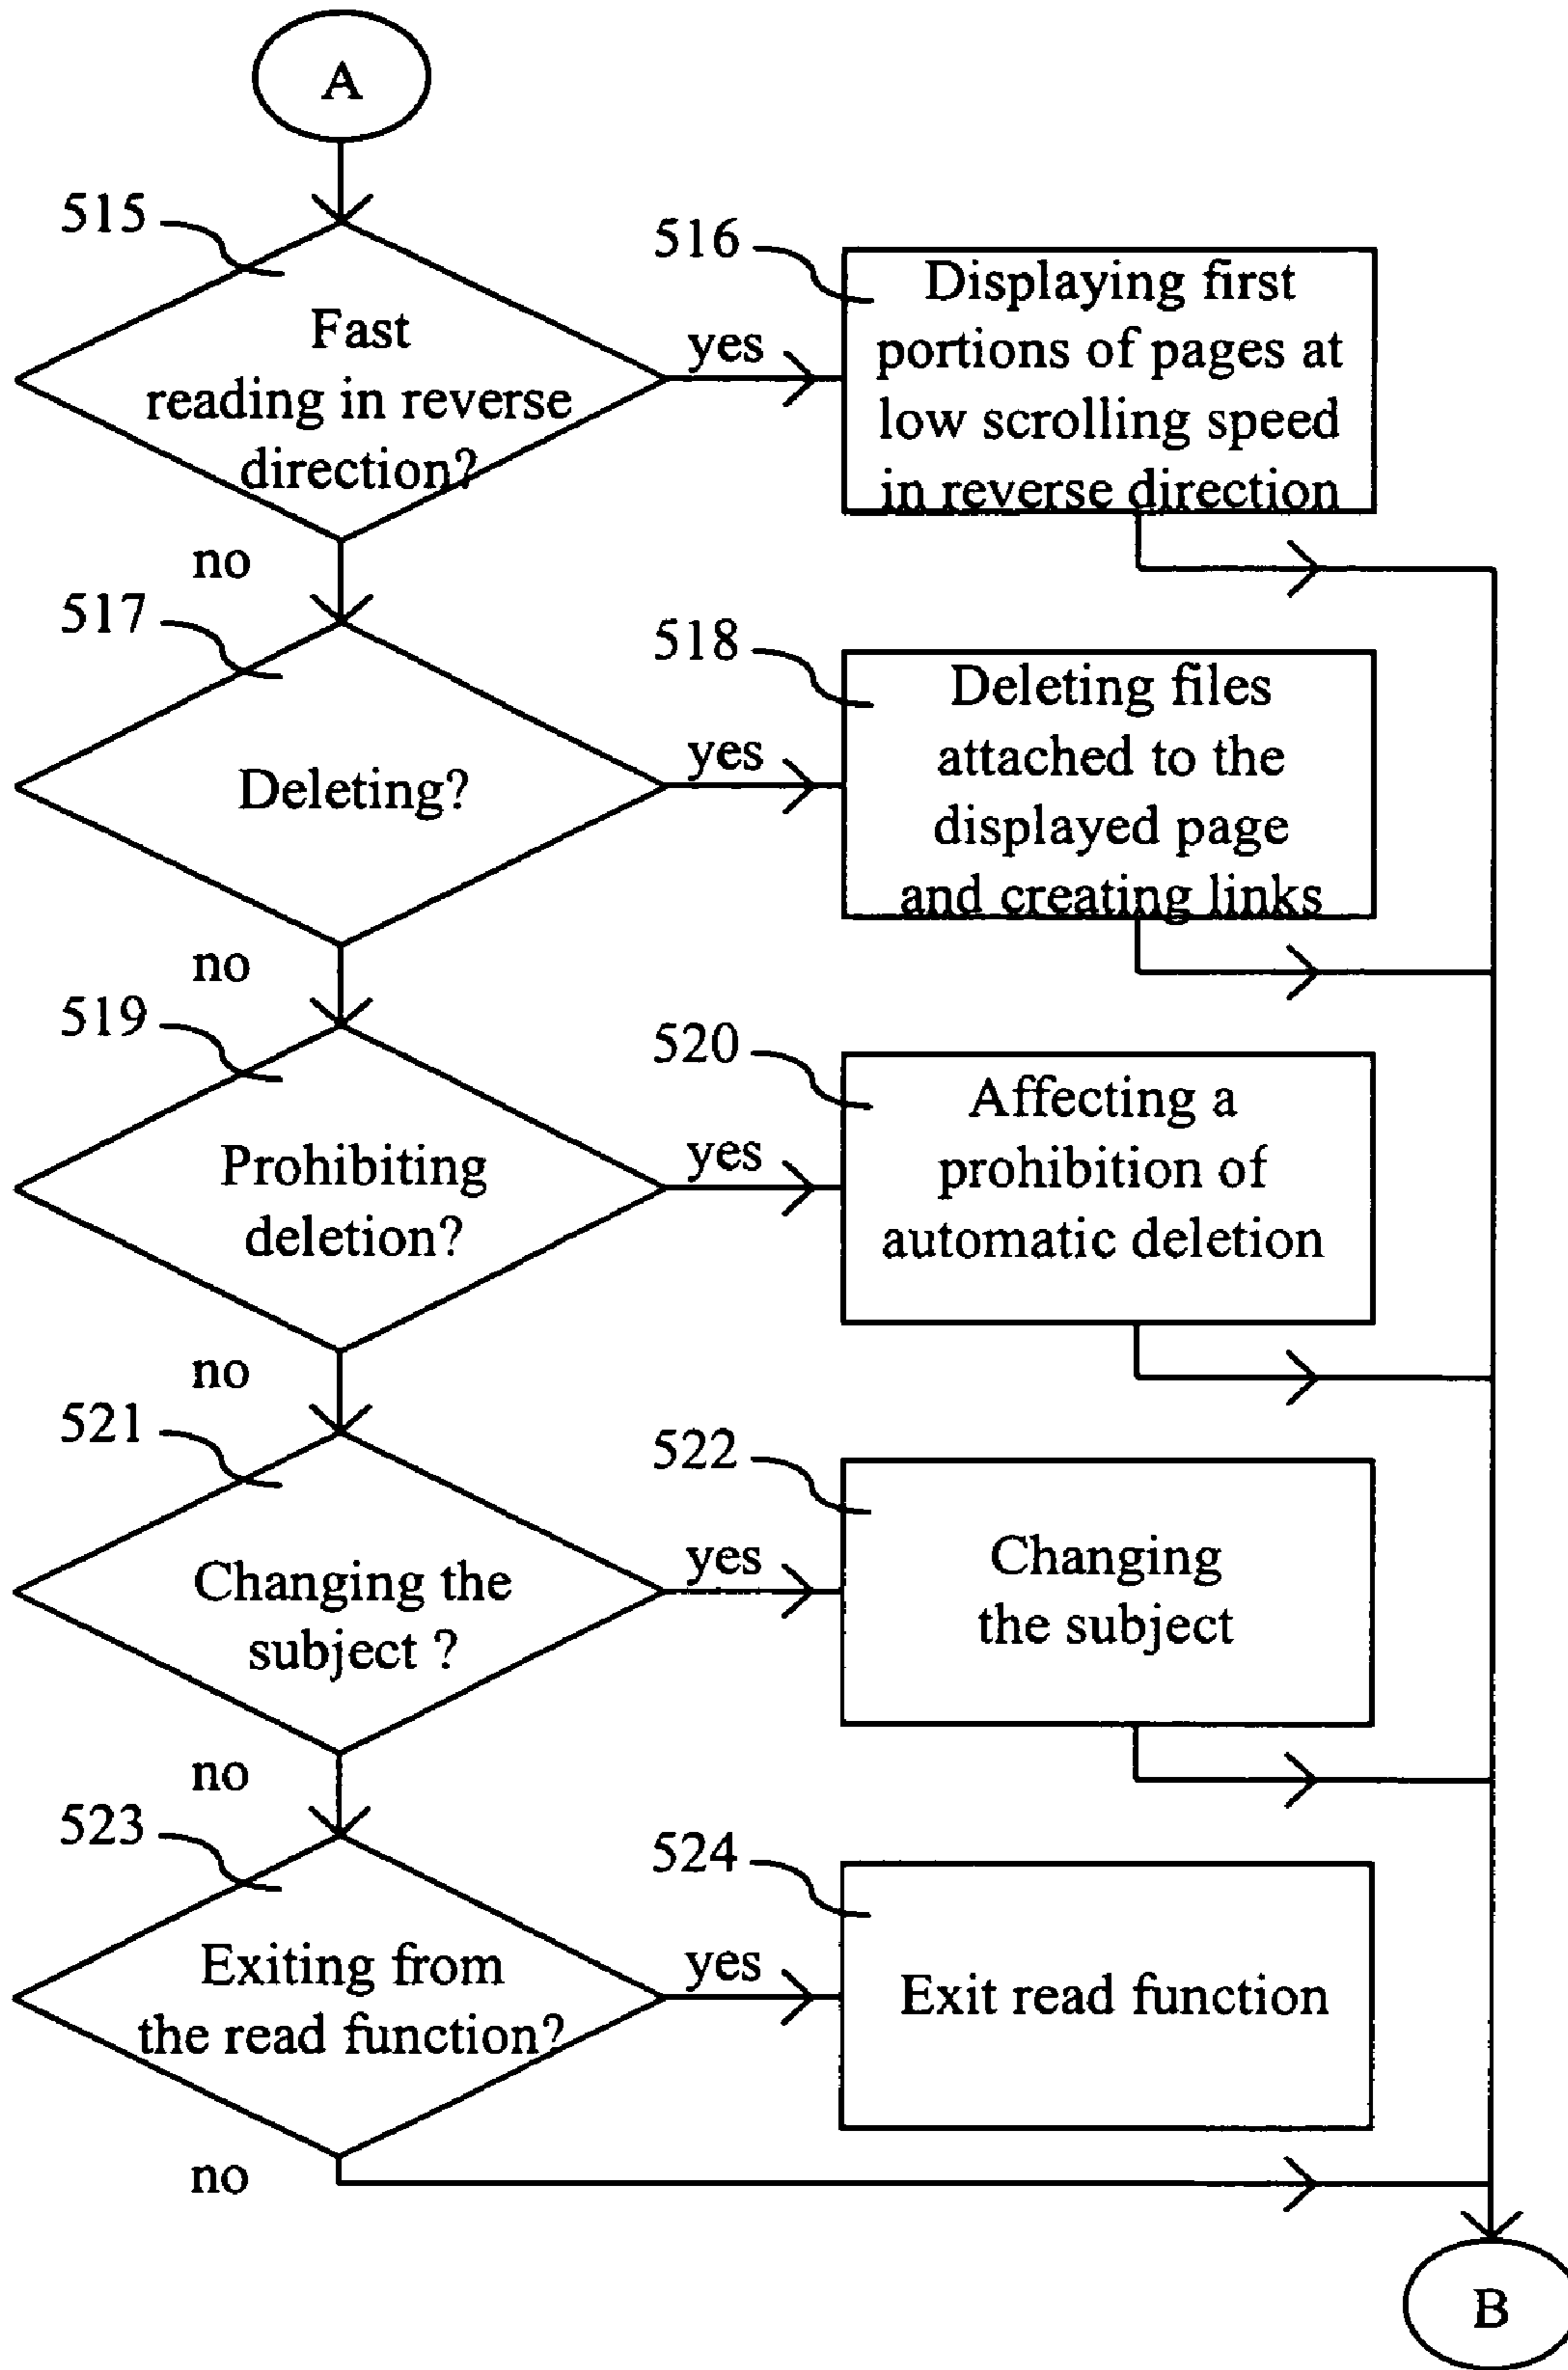 A
515
Fast
reading in reverse
direction?
yes
516
Displaying first
portions of pages at
low scrolling speed
in reverse direction
no
517
Deleting?
yes
518
Deleting files
attached to the
displayed page
and creating links
no
519
Prohibiting
deletion?
yes
520
Affecting a
prohibition of
automatic deletion
no
521
Changing the
subject ?
yes
522
Changing
the subject
no
523
Exiting from
the read function?
yes
524
Exit read function
no
B